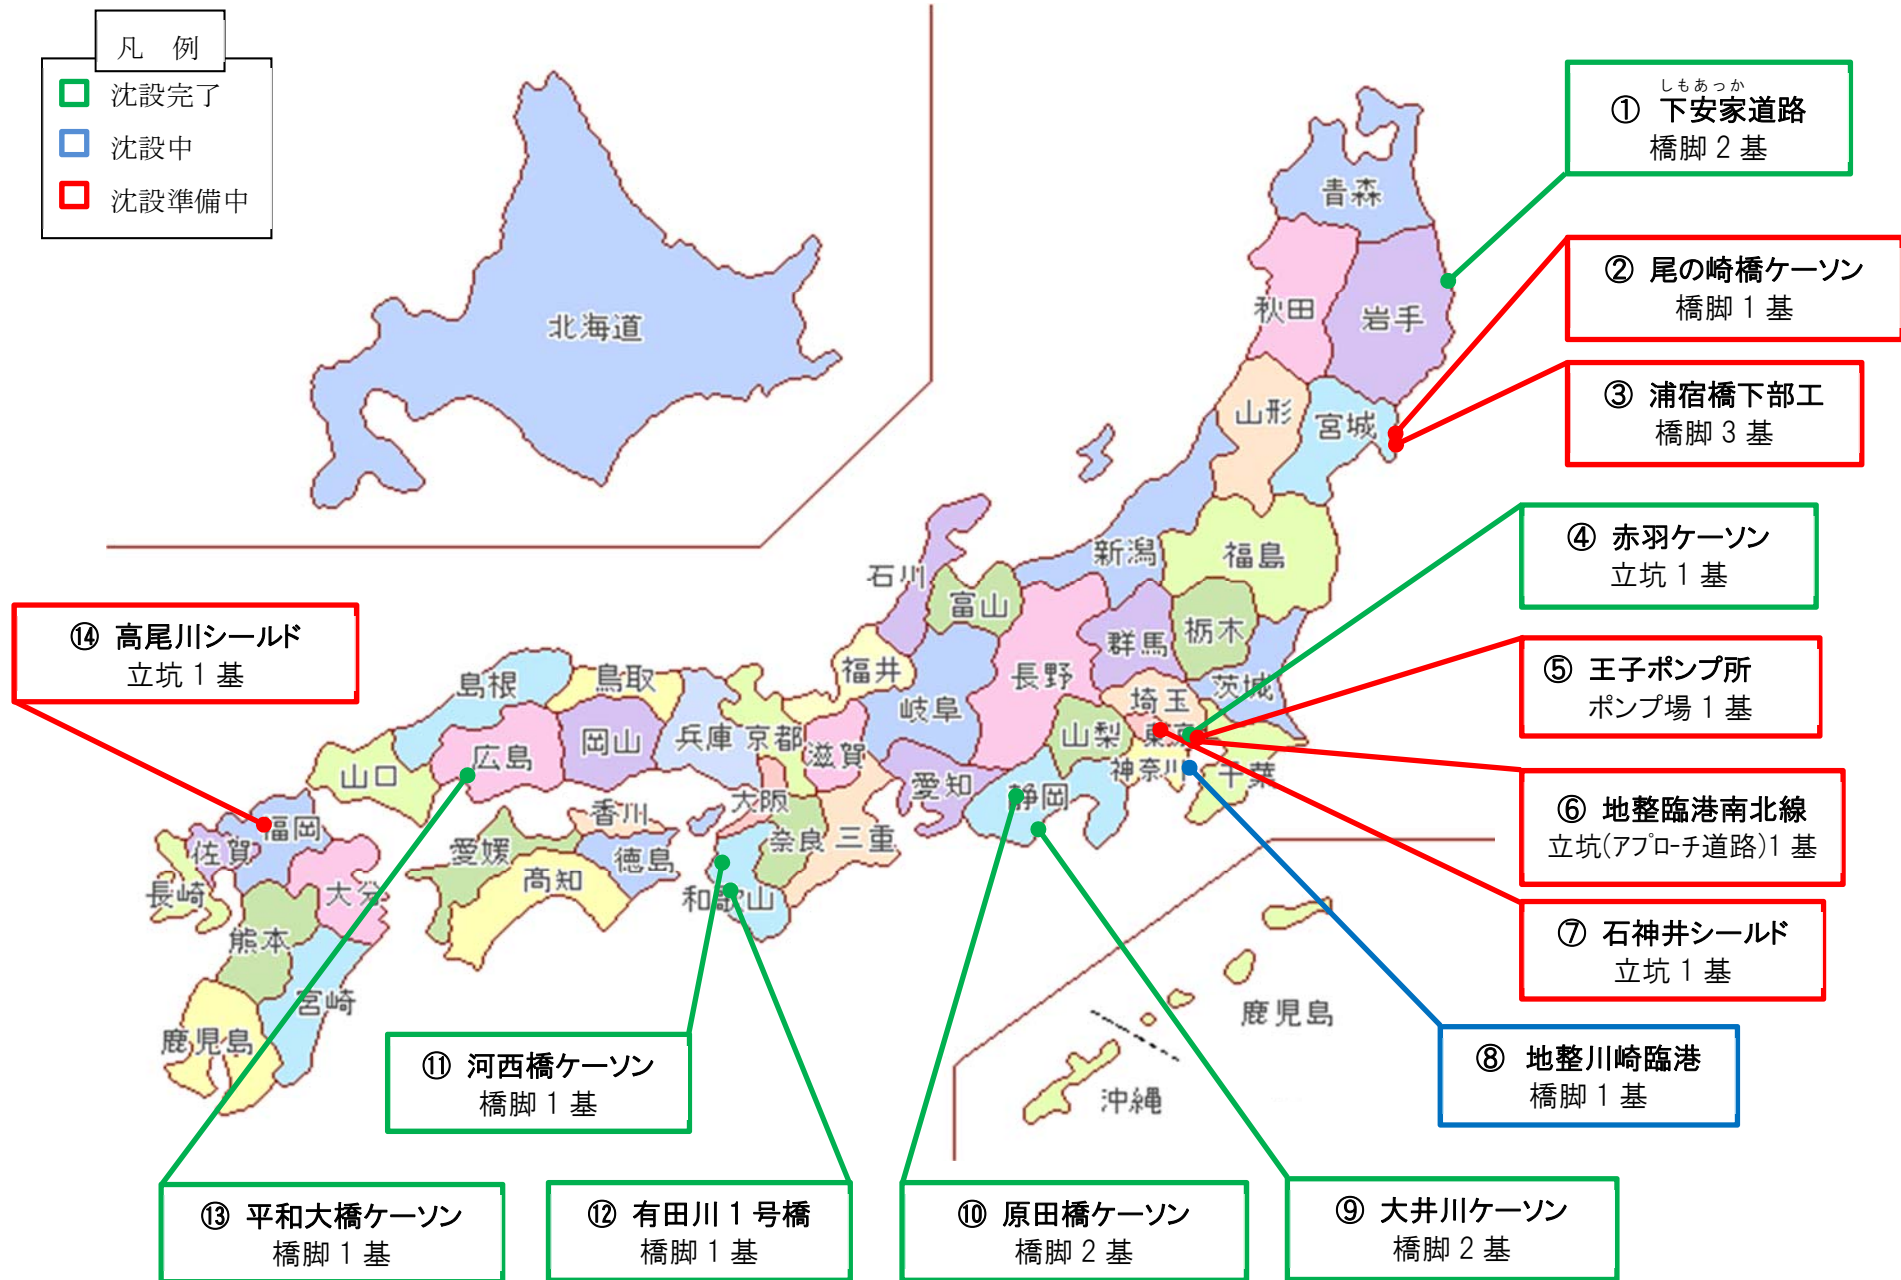 凡 例
沈設完了
沈設中
沈設準備中
北海道
青森
秋田
岩手
山形
宮城
新潟
福島
石川
富山
群馬
栃木
福井
長野
埼玉
茨城
岐阜
山梨
東京
島根
鳥取
兵庫
京都
滋賀
神奈川
千葉
岡山
広島
山口
愛知
静岡
大阪
香川
奈良
三重
福岡
佐賀
愛媛
徳島
高知
和歌山
長崎
大分
熊本
宮崎
鹿児島
鹿児島
沖縄
しもあっか
① 下安家道路
橋脚 2 基
② 尾の崎橋ケーソン
橋脚 1 基
③ 浦宿橋下部工
橋脚 3 基
④ 赤羽ケーソン
立坑 1 基
⑤ 王子ポンプ所
ポンプ場 1 基
⑥ 地整臨港南北線
立坑(ｱﾌﾟﾛｰﾁ道路)1 基
⑦ 石神井シールド
立坑 1 基
⑧ 地整川崎臨港
橋脚 1 基
⑨ 大井川ケーソン
橋脚 2 基
⑩ 原田橋ケーソン
橋脚 2 基
⑪ 河西橋ケーソン
橋脚 1 基
⑫ 有田川 1 号橋
橋脚 1 基
⑬ 平和大橋ケーソン
橋脚 1 基
⑭ 高尾川シールド
立坑 1 基